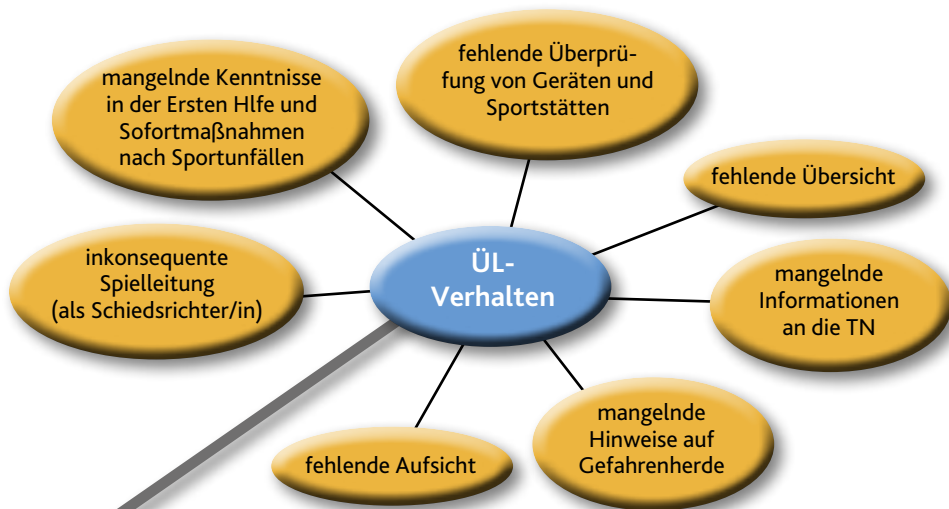 mangelnde Kenntnisse
in der Ersten Hlfe und
Sofortmaßnahmen
nach Sportunfällen
fehlende Überprü-
fung von Geräten und
Sportstätten
fehlende Übersicht
inkonsequente
Spielleitung
(als Schiedsrichter/in)
ÜL-
Verhalten
mangelnde
Informationen
an die TN
fehlende Aufsicht
mangelnde
Hinweise auf
Gefahrenherde